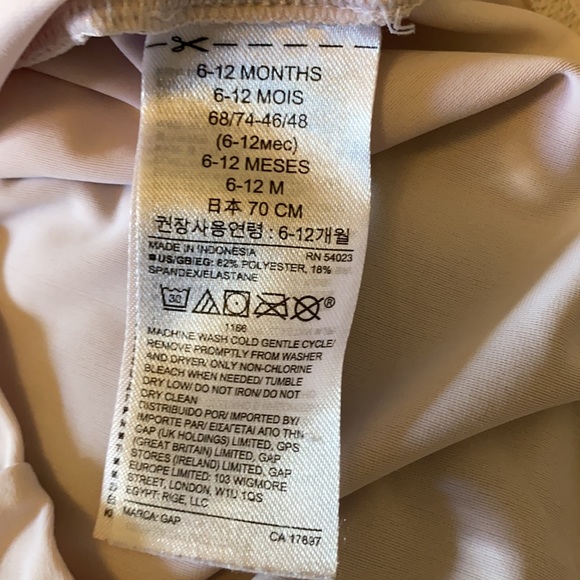 6-12 MONTHS
6-12 MOIS
68/74-46/48
(6-12мес)
6-12 MESES
6-12 M
日本 70 CM
권장사용연령 : 6-12개월
MADE IN INDONESIA RN 54023
■ US/GB/EG: 82% POLYESTER, 18%
SPANDEX/ELASTANE
30
®
1166
MACHINE WASH COLD GENTLE CYCLE/
REMOVE PROMPTLY FROM WASHER
AND DRYER/ ONLY NON-CHLORINE
BLEACH WHEN NEEDED/ TUMBLE
DRY LOW/ DO NOT IRON/ DO NOT
DRY CLEAN
DISTRIBUIDO POR/ IMPORTED BY/
IMPORTE PAR/ ΕΙΣΑΓΕΤΑΙ ΑΠΟ ΤΗΝ
GAP (UK HOLDINGS) LIMITED, GPS
(GREAT BRITAIN) LIMITED, GAP
STORES (IRELAND) LIMITED, GAP
EUROPE LIMITED: 103 WIGMORE
STREET, LONDON, W1U 1QS
EGYPT: RIGE, LLC
MARCA: GAP
CA 17897